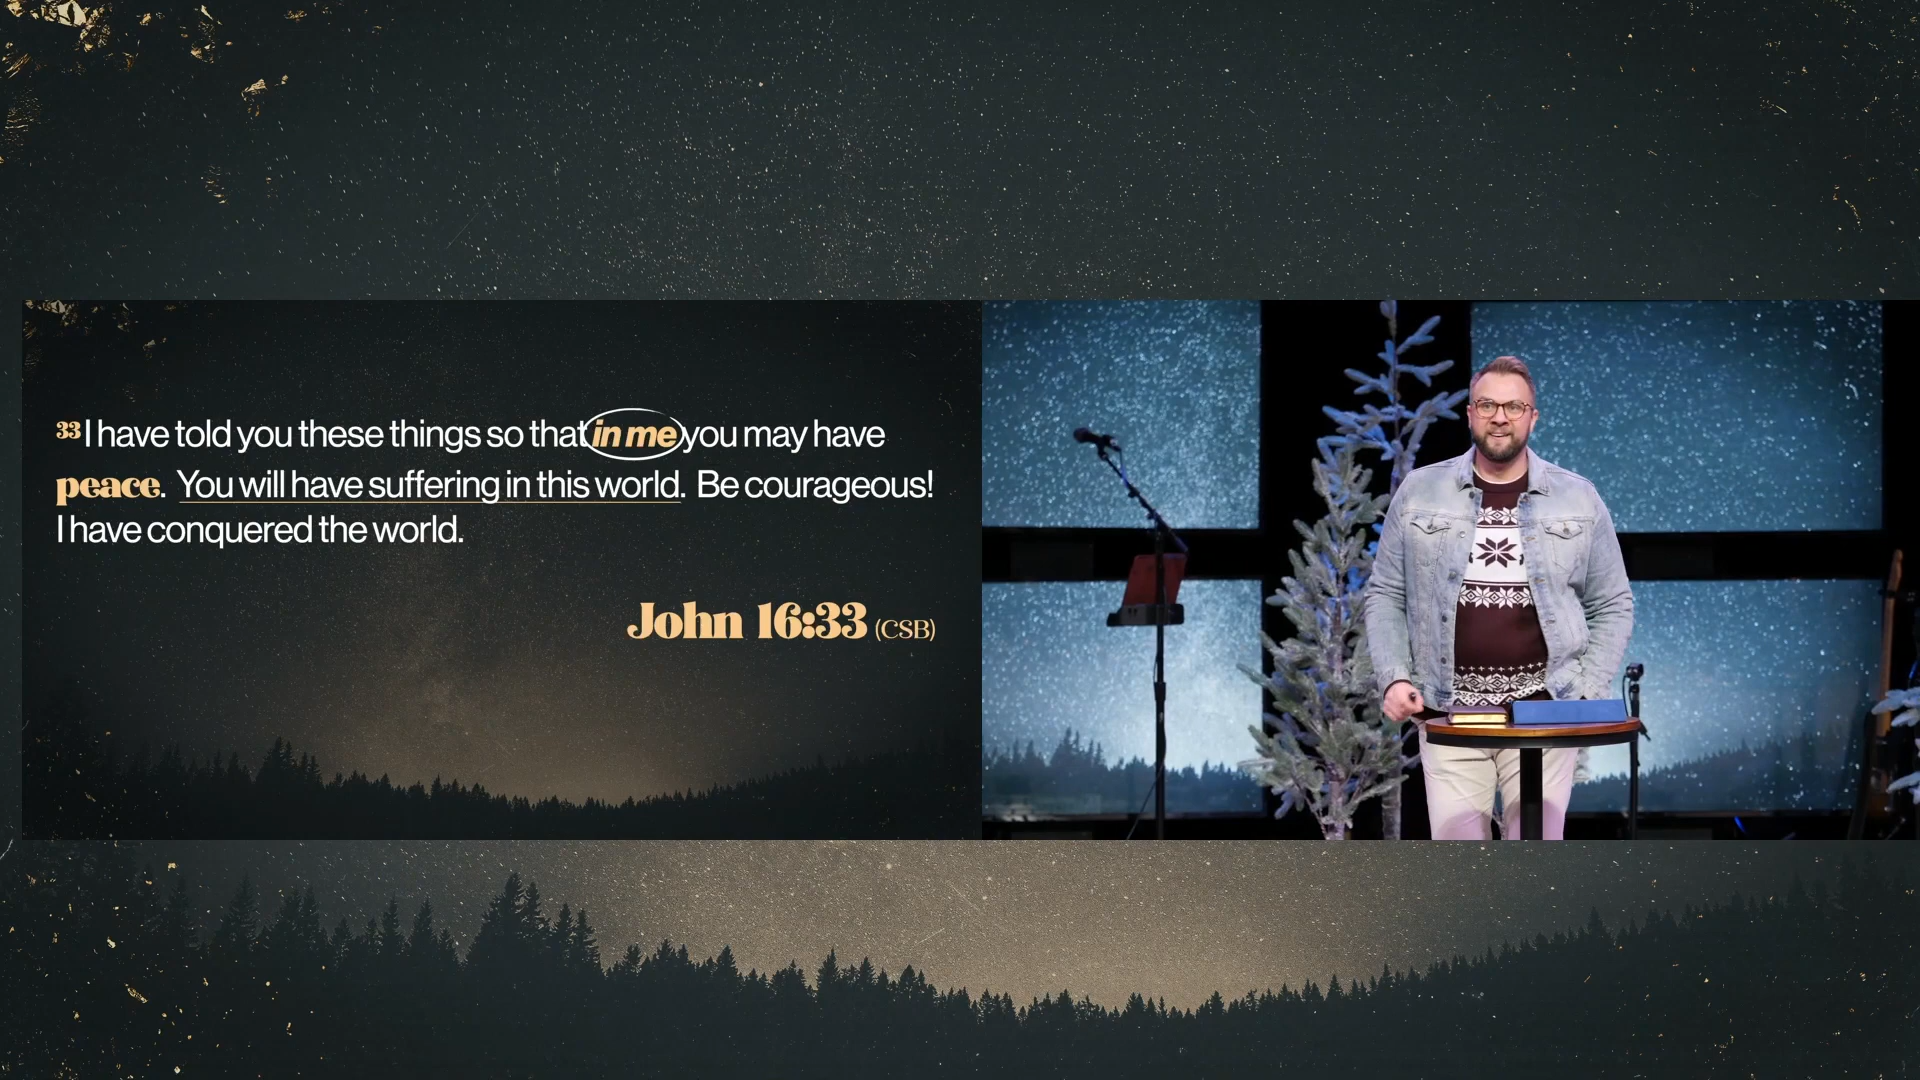 33 I have told you these things so that in me you may have
peace. You will have suffering in this world. Be courageous!
I have conquered the world.
John 16:33 (CSB)